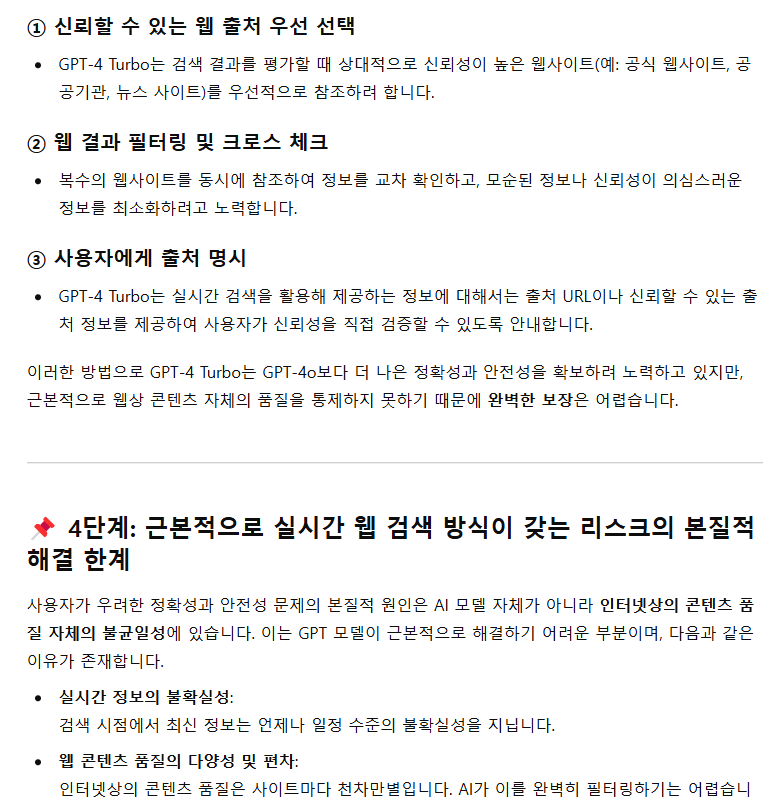 ① 신뢰할 수 있는 웹 출처 우선 선택
• GPT-4 Turbo는 검색 결과를 평가할 때 상대적으로 신뢰성이 높은 웹사이트(예: 공식 웹사이트, 공
공기관, 뉴스 사이트)를 우선적으로 참조하려 합니다.
② 웹 결과 필터링 및 크로스 체크
• 복수의 웹사이트를 동시에 참조하여 정보를 교차 확인하고, 모순된 정보나 신뢰성이 의심스러운
정보를 최소화하려고 노력합니다.
③ 사용자에게 출처 명시
• GPT-4 Turbo는 실시간 검색을 활용해 제공하는 정보에 대해서는 출처 URL이나 신뢰할 수 있는 출
처 정보를 제공하여 사용자가 신뢰성을 직접 검증할 수 있도록 안내합니다.
이러한 방법으로 GPT-4 Turbo는 GPT-4o보다 더 나은 정확성과 안전성을 확보하려 노력하고 있지만,
근본적으로 웹상 콘텐츠 자체의 품질을 통제하지 못하기 때문에 완벽한 보장은 어렵습니다.
📌 4단계: 근본적으로 실시간 웹 검색 방식이 갖는 리스크의 본질적
해결 한계
사용자가 우려한 정확성과 안전성 문제의 본질적 원인은 AI 모델 자체가 아니라 인터넷상의 콘텐츠 품
질 자체의 불균일성에 있습니다. 이는 GPT 모델이 근본적으로 해결하기 어려운 부분이며, 다음과 같은
이유가 존재합니다.
• 실시간 정보의 불확실성:
검색 시점에서 최신 정보는 언제나 일정 수준의 불확실성을 지닙니다.
• 웹 콘텐츠 품질의 다양성 및 편차:
인터넷상의 콘텐츠 품질은 사이트마다 천차만별입니다. AI가 이를 완벽히 필터링하기는 어렵습니